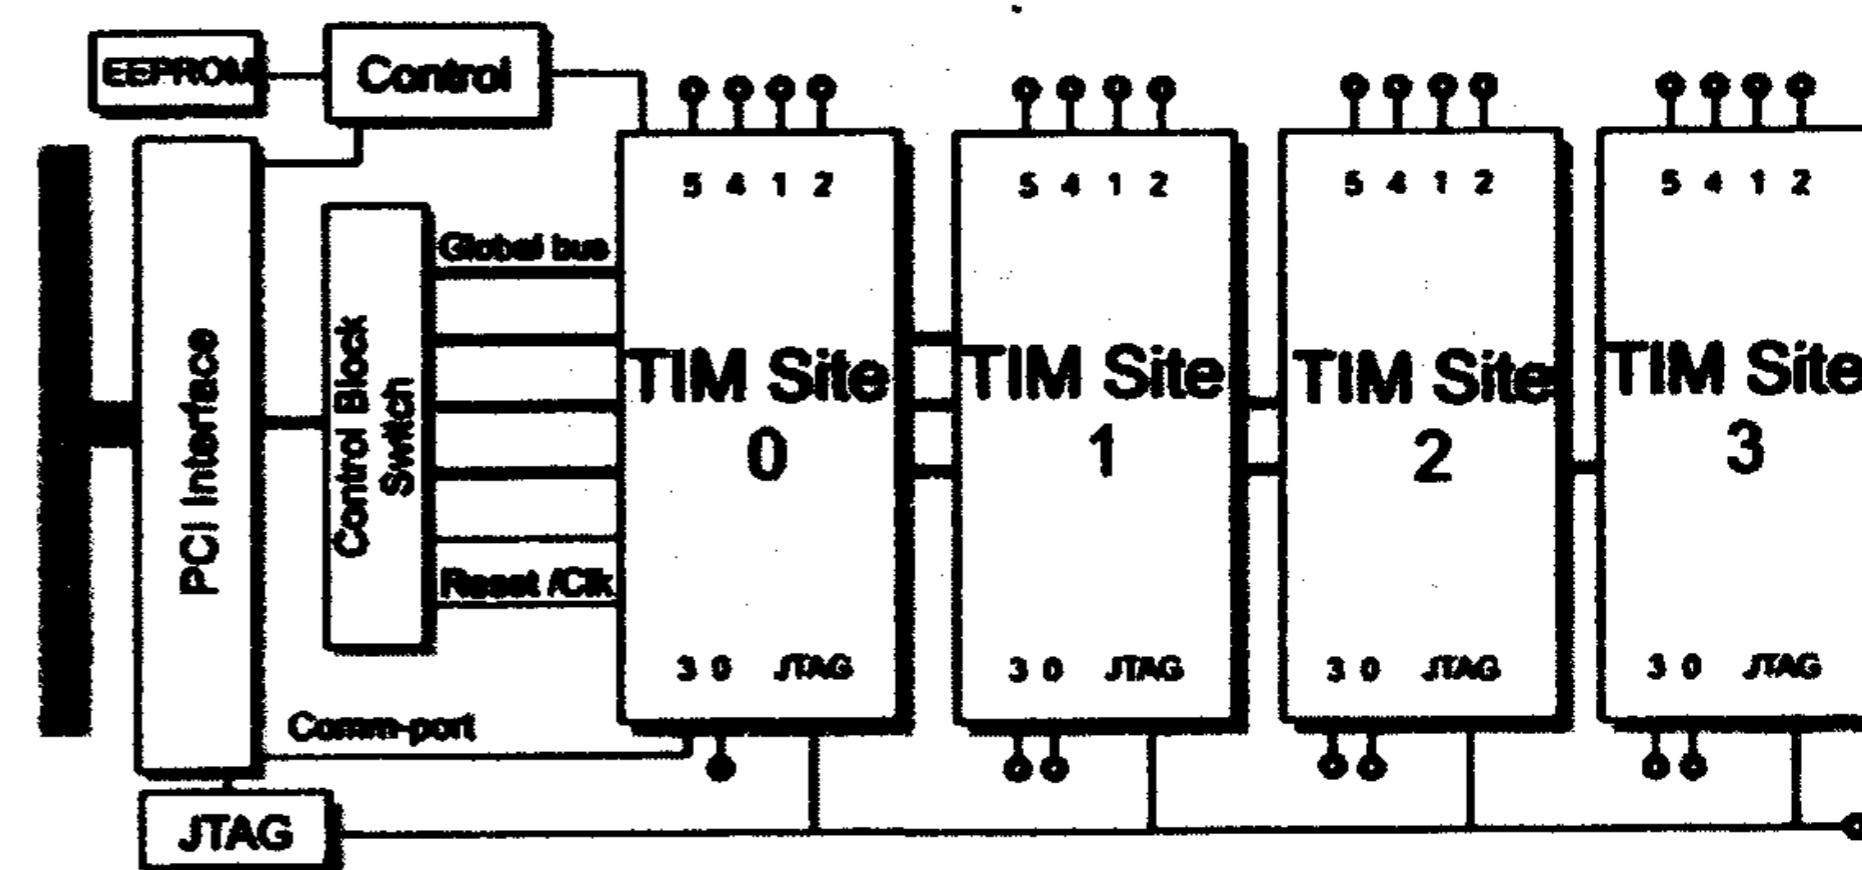 EEPROM
Control
5 4 1 2
5 4 1 2
5 4 1 2
5 4 1 2
Global bus
PCI Interface
Control Block
Switch
TIM Site
0
TIM Site
1
TIM Site
2
TIM Site
3
Reset /Clk
3 0 JTAG
3 0 JTAG
3 0 JTAG
3 0 JTAG
Comm-port
JTAG